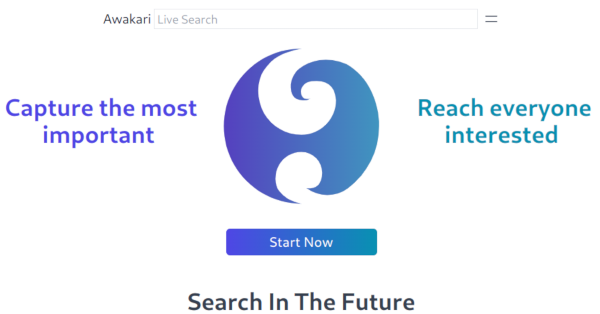 Awakari Live Search
Capture the most
important
Reach everyone
interested
Start Now
Search In The Future